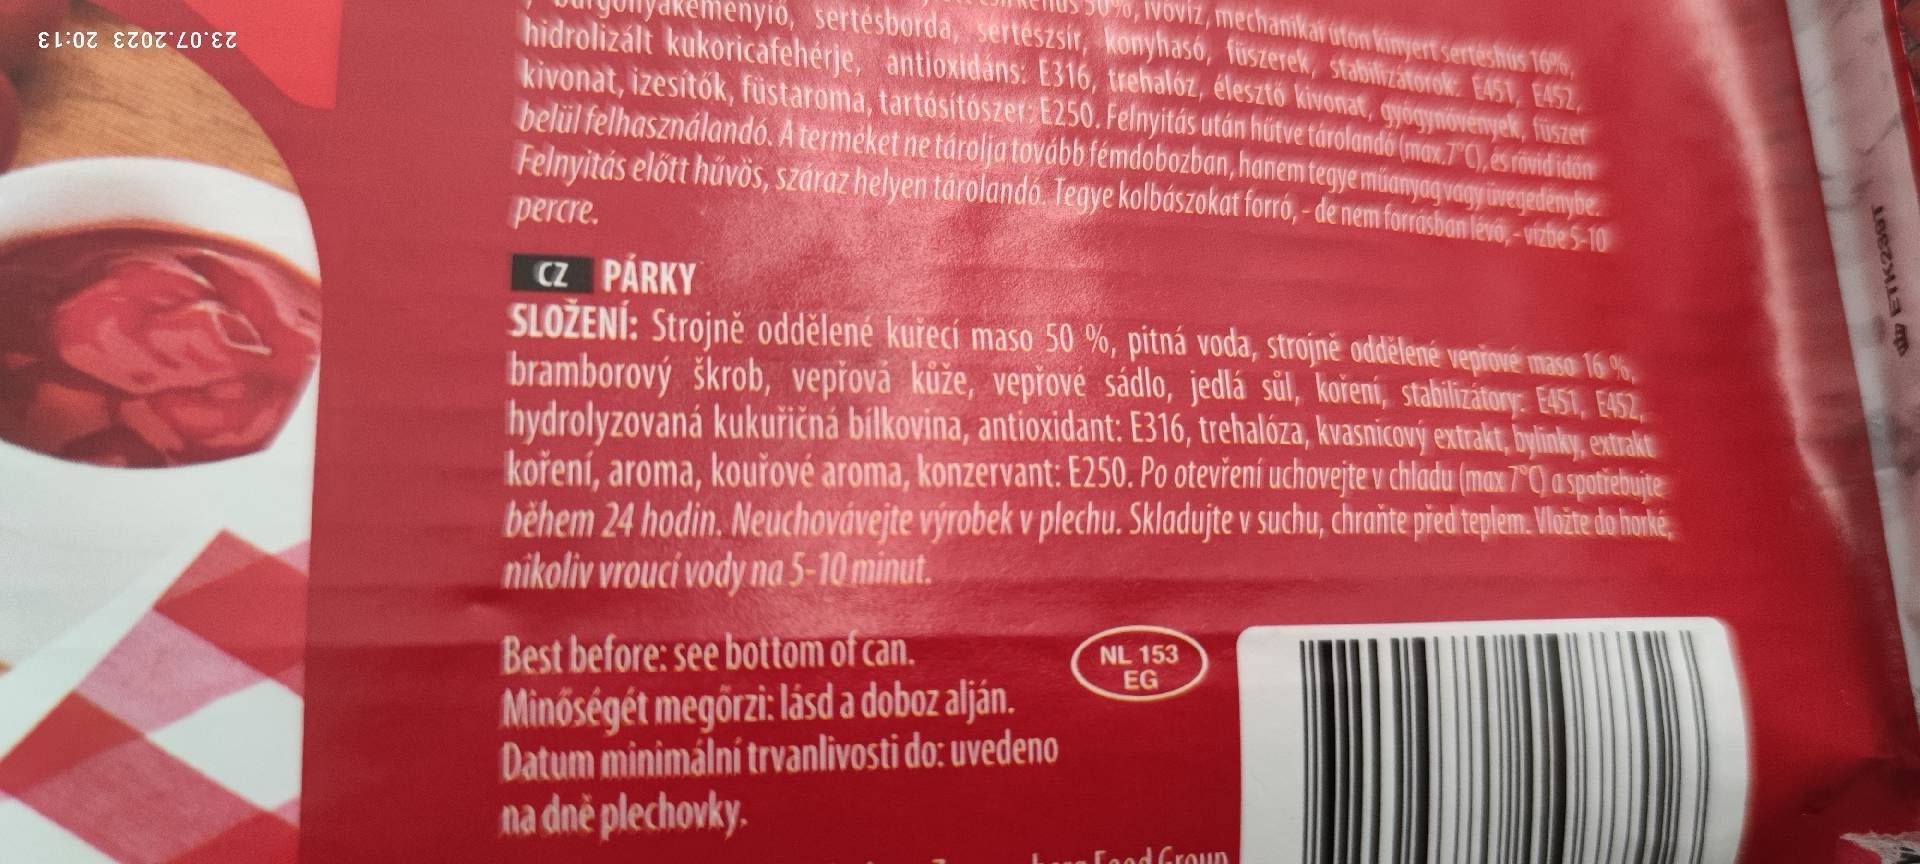 23.07.2023 20:13
sertésborda, sertészsír, konyhasó, fűszerek, stabilizátorok: E451, E452,
hidrolizált kukoricafehérje, antioxidáns: E316, trehalóz, élesztő kivonat, gyógynövények, fűszer
kivonat, ízesítők, füstaroma, tartósítószer: E250. Felnyitás után hűtve tárolandó (max.7°C), és rövid időn
belül felhasználandó. A terméket ne tárolja tovább fémdobozban, hanem tegye műanyag vagy üvegedénybe.
Felnyitás előtt hűvös, száraz helyen tárolandó. Tegye kolbászokat forró, - de nem forrásban lévő, - vízbe 5-10
percre.
CZ PÁRKY
SLOŽENÍ: Strojně oddělené kuřecí maso 50 %, pitná voda, strojně oddělené vepřové maso 16 %,
bramborový škrob, vepřová kůže, vepřové sádlo, jedlá sůl, koření, stabilizátory: E451, E452,
hydrolyzovaná kukuřičná bílkovina, antioxidant: E316, trehalóza, kvasnicový extrakt, bylinky, extrakt
koření, aroma, kouřové aroma, konzervant: E250. Po otevření uchovejte v chladu (max 7°C) a spotřebujte
během 24 hodin. Neuchovávejte výrobek v plechu. Skladujte v suchu, chraňte před teplem. Vložte do horké,
nikoliv vroucí vody na 5-10 minut.
Best before: see bottom of can.
Minőségét megőrzi: lásd a doboz alján.
Datum minimální trvanlivosti do: uvedeno
na dně plechovky.
NL 153
EG
Food Group